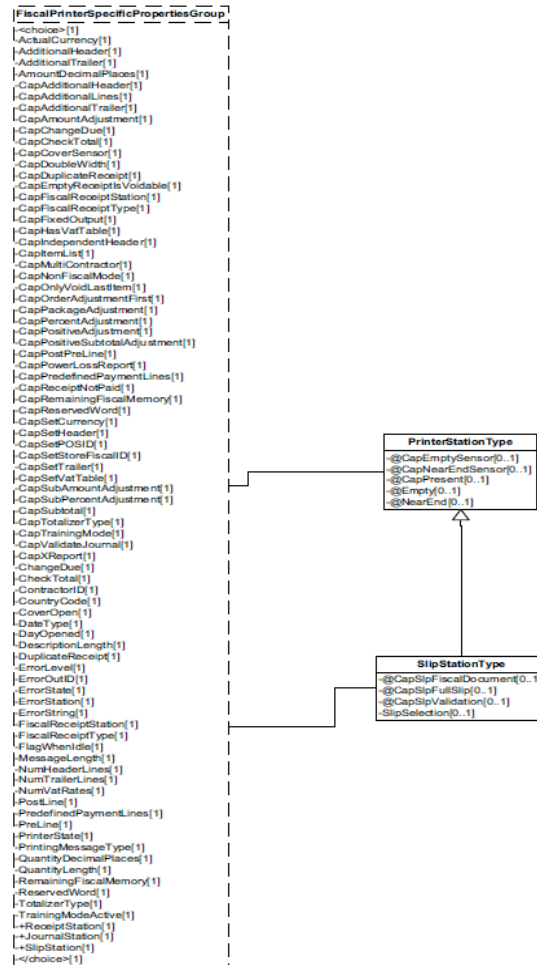 FiscalPrinterSpecificPropertiesGroup
-<choice>[1]
-ActualCurrency[1]
-AdditionalHeader[1]
-AdditionalTrailer[1]
-AmountDecimalPlaces[1]
-CapAdditionalHeader[1]
-CapAdditionalLines[1]
-CapAdditionalTrailer[1]
-CapAmountAdjustment[1]
-CapChangeDue[1]
-CapCheckTotal[1]
-CapCoverSensor[1]
-CapDoubleWidth[1]
-CapDuplicateReceipt[1]
-CapEmptyReceiptIsVoidable[1]
-CapFiscalReceiptStation[1]
-CapFiscalReceiptType[1]
-CapFixedOutput[1]
-CapHasVatTable[1]
-CapIndependentHeader[1]
-CapItemList[1]
-CapMultiContractor[1]
-CapNonFiscalMode[1]
-CapOnlyVoidLastItem[1]
-CapOrderAdjustmentFirst[1]
-CapPackageAdjustment[1]
-CapPercentAdjustment[1]
-CapPositiveAdjustment[1]
-CapPositiveSubtotalAdjustment[1]
-CapPostPreLine[1]
-CapPowerLossReport[1]
-CapPredefinedPaymentLines[1]
-CapReceiptNotPaid[1]
-CapRemainingFiscalMemory[1]
-CapReservedWord[1]
-CapSetCurrency[1]
-CapSetHeader[1]
-CapSetPOSID[1]
-CapSetStoreFiscalID[1]
-CapSetTrailer[1]
-CapSetVatTable[1]
-CapSubAmountAdjustment[1]
-CapSubPercentAdjustment[1]
-CapSubtotal[1]
-CapTotalizerType[1]
-CapTrainingMode[1]
-CapValidateJournal[1]
-CapXReport[1]
-ChangeDue[1]
-CheckTotal[1]
-ContractorID[1]
-CountryCode[1]
-CoverOpen[1]
-DateType[1]
-DayOpened[1]
-DescriptionLength[1]
-DuplicateReceipt[1]
-ErrorLevel[1]
-ErrorOutID[1]
-ErrorState[1]
-ErrorStation[1]
-ErrorString[1]
-FiscalReceiptStation[1]
-FiscalReceiptType[1]
-FlagWhenIdle[1]
-MessageLength[1]
-NumHeaderLines[1]
-NumTrailerLines[1]
-NumVatRates[1]
-PostLine[1]
-PredefinedPaymentLines[1]
-PreLine[1]
-PrinterState[1]
-PrintingMessageType[1]
-QuantityDecimalPlaces[1]
-QuantityLength[1]
-RemainingFiscalMemory[1]
-ReservedWord[1]
-TotalizerType[1]
-TrainingModeActive[1]
-+ReceiptStation[1]
-+JournalStation[1]
-+SlipStation[1]
-</choice>[1]
PrinterStationType
-@CapEmptySensor[0..1]
-@CapNearEndSensor[0..1]
-@CapPresent[0..1]
-@Empty[0..1]
-@NearEnd[0..1]
SlipStationType
-@CapSlpFiscalDocument[0..1]
-@CapSlpFullSlip[0..1]
-@CapSlpValidation[0..1]
-SlipSelection[0..1]